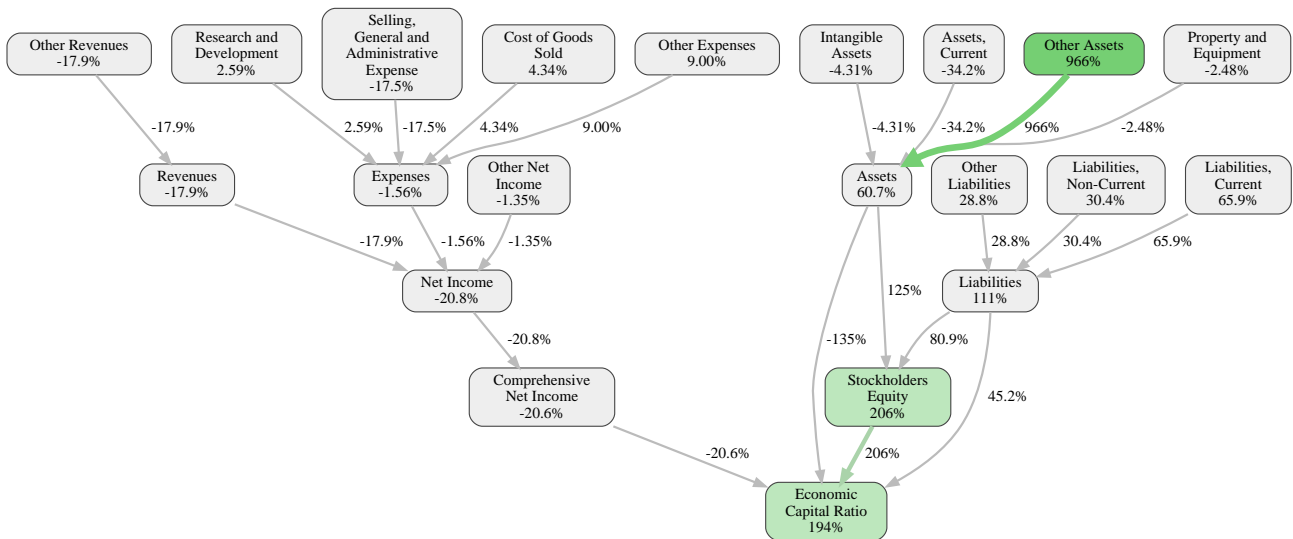 Other Revenues
-17.9%
Research and
Development
2.59%
Selling,
General and
Administrative
Expense
-17.5%
Cost of Goods
Sold
4.34%
Other Expenses
9.00%
Intangible
Assets
-4.31%
Assets,
Current
-34.2%
Other Assets
966%
Property and
Equipment
-2.48%
-17.9%
2.59%
-17.5%
4.34%
9.00%
-4.31%
-34.2%
966%
-2.48%
Revenues
-17.9%
Expenses
-1.56%
Other Net
Income
-1.35%
Assets
60.7%
Other
Liabilities
28.8%
Liabilities,
Non-Current
30.4%
Liabilities,
Current
65.9%
-17.9%
-1.56%
-1.35%
28.8%
30.4%
65.9%
Net Income
-20.8%
Liabilities
111%
125%
-20.8%
-135%
80.9%
Comprehensive
Net Income
-20.6%
Stockholders
Equity
206%
45.2%
-20.6%
206%
Economic
Capital Ratio
194%